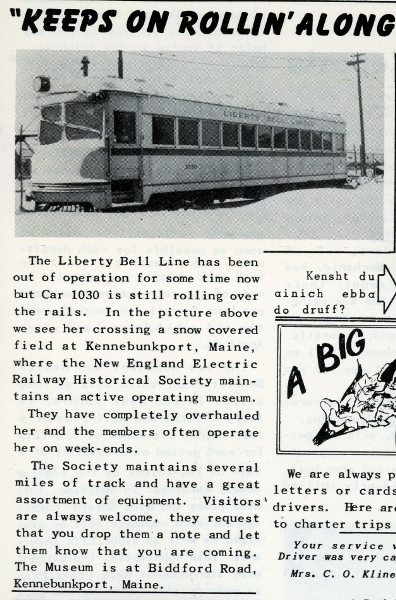 "KEEPS ON ROLLIN' ALONG
LIBERTY BELL LIMITED
1030
The Liberty Bell Line has been
out of operation for some time now
but Car 1030 is still rolling over
the rails. In the picture above
we see her crossing a snow covered
field at Kennebunkport, Maine,
where the New England Electric
Railway Historical Society main-
tains an active operating museum.
They have completely overhauled
her and the members often operate
her on week-ends.
The Society maintains several
miles of track and have a great
assortment of equipment. Visitors
are always welcome, they request
that you drop them a note and let
them know that you are coming.
The Museum is at Biddford Road,
Kennebunkport, Maine.
Kensht du
ainich ebba
do druff?
A BIG
We are always p
letters or cards
drivers. Here are
to charter trips
Your service v
Driver was very ca
Mrs. C. O. Kline